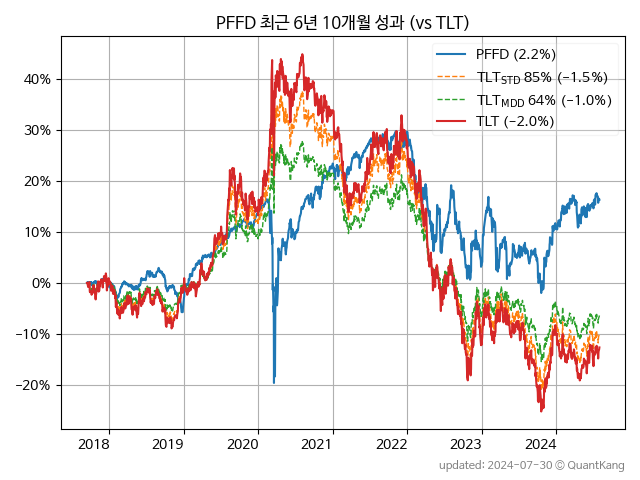 PFFD 최근 6년 10개월 성과 (vs TLT)
PFFD (2.2%)
TLT_STD 85% (−1.5%)
TLT_MDD 64% (−1.0%)
TLT (−2.0%)
40%
30%
20%
10%
0%
−10%
−20%
2018 2019 2020 2021 2022 2023 2024
updated: 2024-07-30 © QuantKang